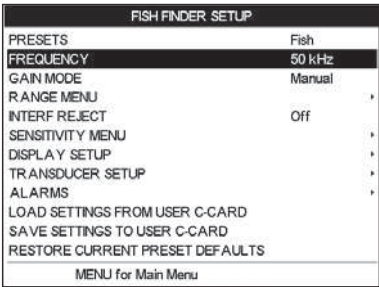 FISH FINDER SETUP
PRESETS Fish
FREQUENCY 50 kHz
GAIN MODE Manual
RANGE MENU
INTERF REJECT Off
SENSITIVITY MENU
DISPLAY SETUP
TRANSDUCER SETUP
ALARMS
LOAD SETTINGS FROM USER C-CARD
SAVE SETTINGS TO USER C-CARD
RESTORE CURRENT PRESET DEFAULTS
MENU for Main Menu